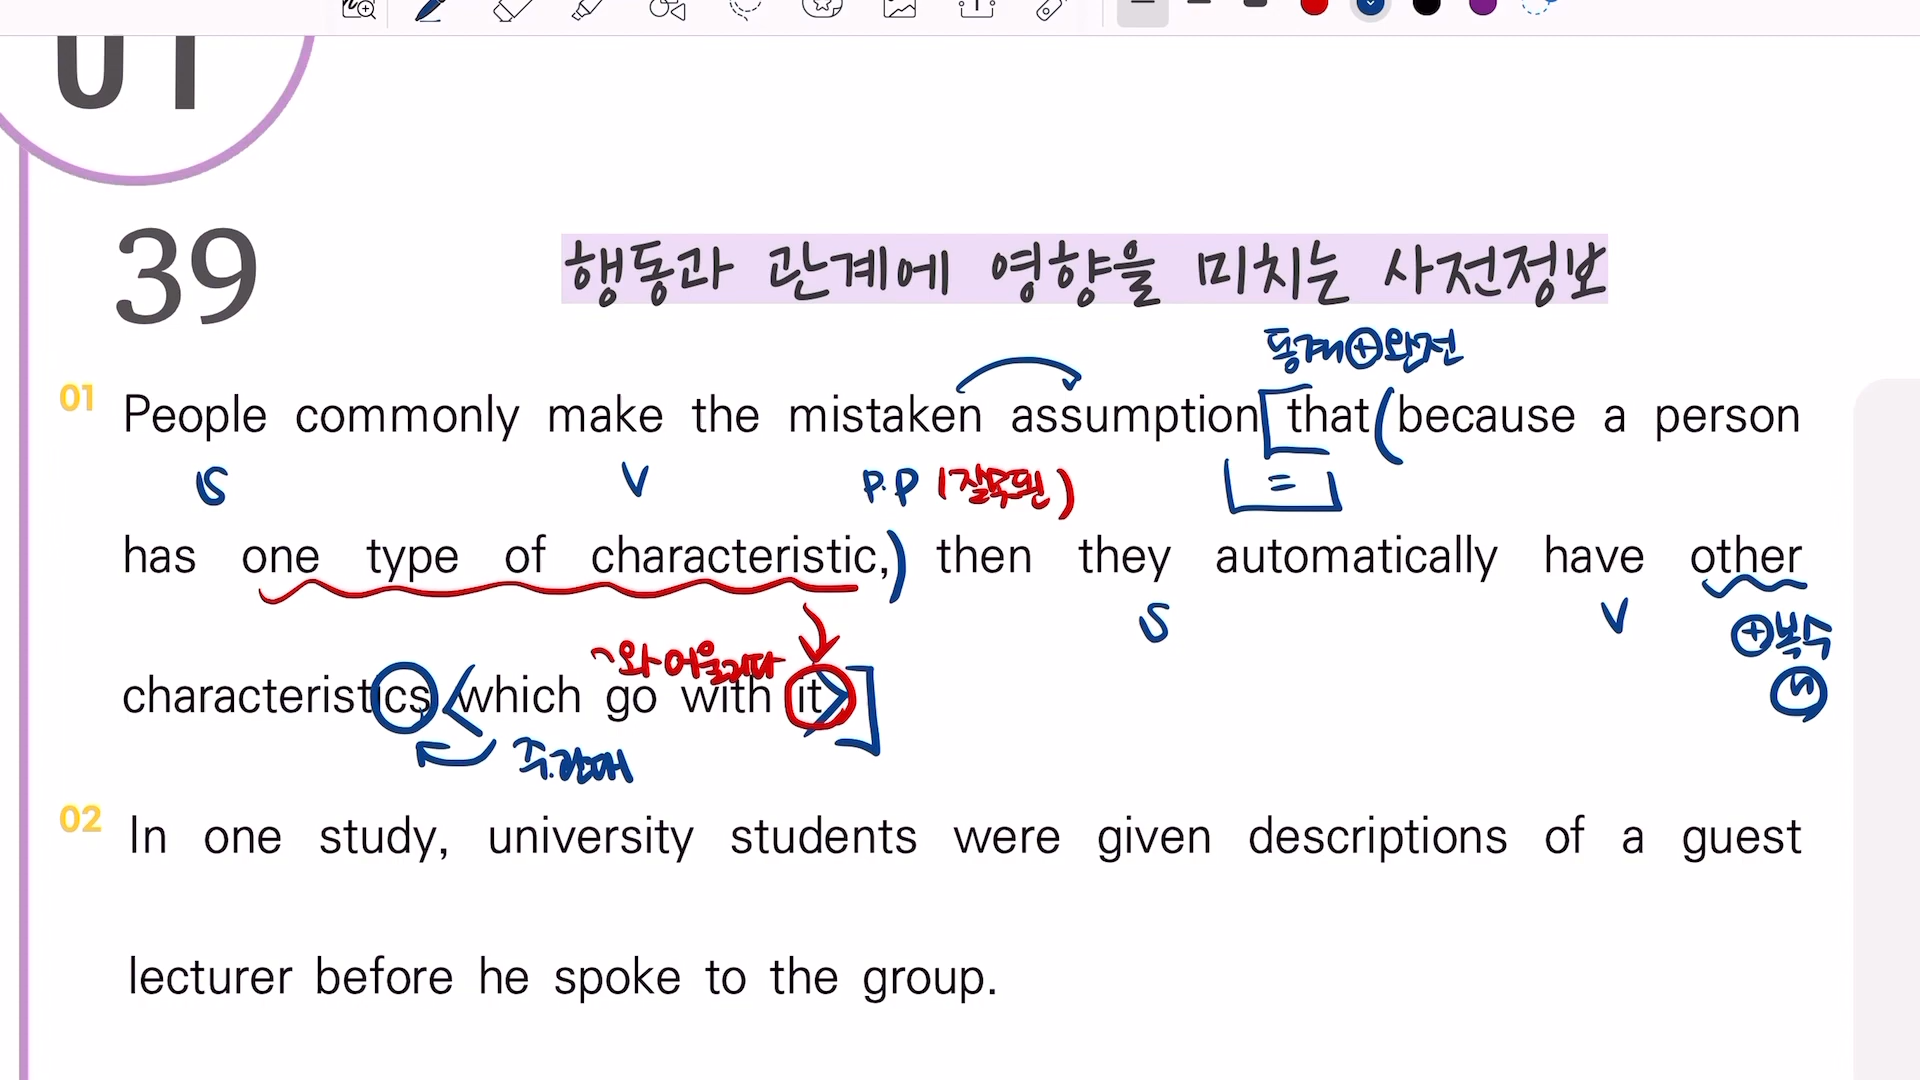 01
39
행동과 관계에 영향을 미치는 사전정보
동격⊕완전
01 People commonly make the mistaken assumption that because a person
S V P.P (잘못된) =
has one type of characteristic, then they automatically have other
S V ⊕복수
~와 어울리다
characteristics which go with it
주.관대
02 In one study, university students were given descriptions of a guest
lecturer before he spoke to the group.